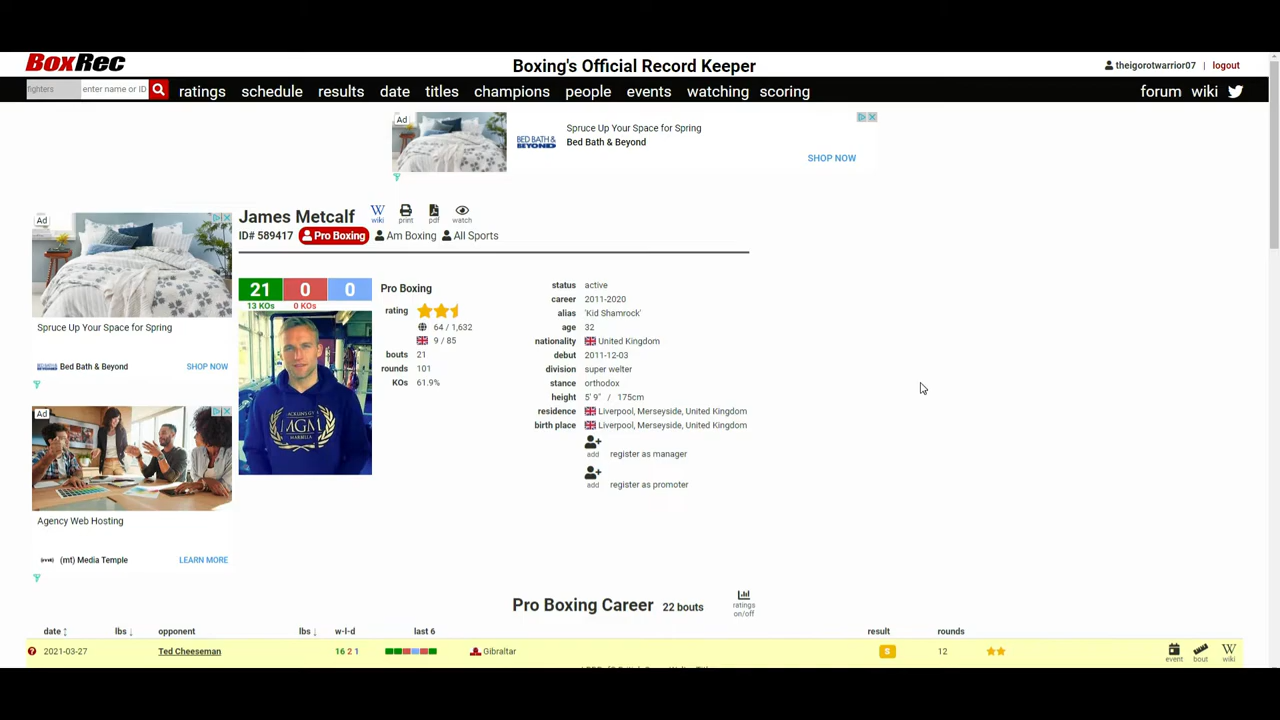 BoxRec
Boxing's Official Record Keeper
theigorotwarrior07 | logout
fighters enter name or ID ratings schedule results date titles champions people events watching scoring forum wiki
Ad
Spruce Up Your Space for Spring
BED BATH & BEYOND
Bed Bath & Beyond
SHOP NOW
James Metcalf
wiki print pdf watch
ID# 589417 Pro Boxing Am Boxing All Sports
Ad
Spruce Up Your Space for Spring
Bed Bath & Beyond SHOP NOW
Ad
Agency Web Hosting
(mt) Media Temple LEARN MORE
21 0 0
13 KOs 0 KOs
MGM
MARBELLA
Pro Boxing
rating
64 / 1,632
9 / 85
bouts 21
rounds 101
KOs 61.9%
status active
career 2011-2020
alias 'Kid Shamrock'
age 32
nationality United Kingdom
debut 2011-12-03
division super welter
stance orthodox
height 5' 9" / 175cm
residence Liverpool, Merseyside, United Kingdom
birth place Liverpool, Merseyside, United Kingdom
add register as manager
add register as promoter
Pro Boxing Career 22 bouts
ratings
on/off
date lbs opponent lbs w-l-d last 6 result rounds
2021-03-27 Ted Cheeseman 16 2 1 Gibraltar S 12
event bout wiki